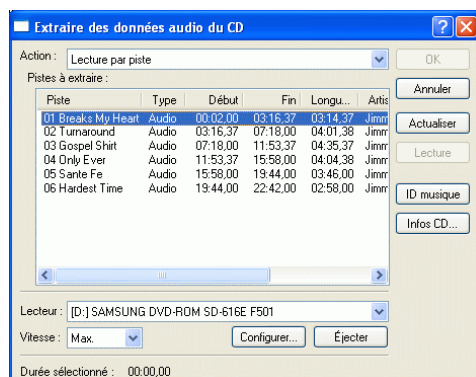 Extraire des données audio du CD
Action : Lecture par piste OK
Pistes à extraire : Annuler
Piste Type Début Fin Longu... Artis
01 Breaks My Heart Audio 00:02,00 03:16,37 03:14,37 Jimm
02 Turnaround Audio 03:16,37 07:18,00 04:01,38 Jimm
03 Gospel Shirt Audio 07:18,00 11:53,37 04:35,37 Jimm
04 Only Ever Audio 11:53,37 15:58,00 04:04,38 Jimm
05 Sante Fe Audio 15:58,00 19:44,00 03:46,00 Jimm
06 Hardest Time Audio 19:44,00 22:42,00 02:58,00 Jimm
Actualiser
Lecture
ID musique
Infos CD...
Lecteur : [D:] SAMSUNG DVD-ROM SD-616E F501
Vitesse : Max. Configurer... Éjecter
Durée sélectionné : 00:00,00